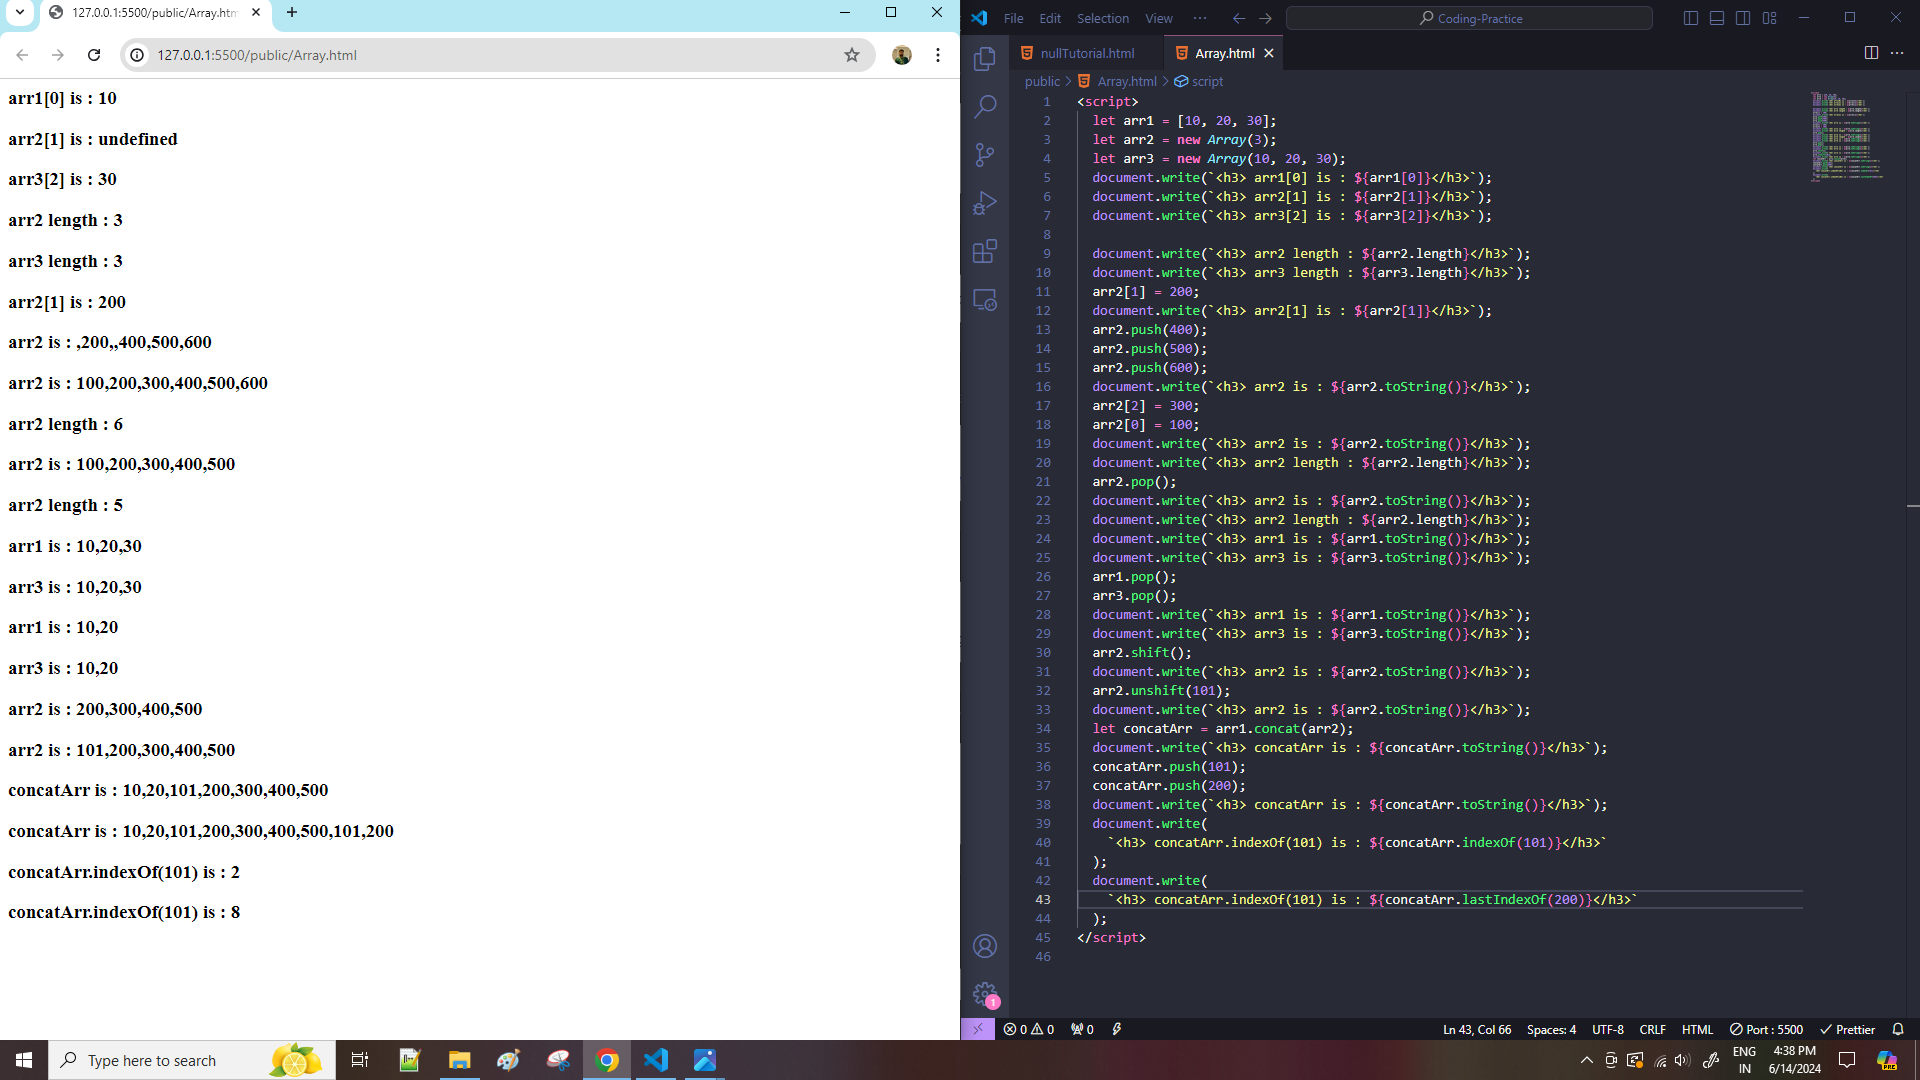 127.0.0.1:5500/public/Array.htm
127.0.0.1:5500/public/Array.html
arr1[0] is : 10
arr2[1] is : undefined
arr3[2] is : 30
arr2 length : 3
arr3 length : 3
arr2[1] is : 200
arr2 is : ,200,,400,500,600
arr2 is : 100,200,300,400,500,600
arr2 length : 6
arr2 is : 100,200,300,400,500
arr2 length : 5
arr1 is : 10,20,30
arr3 is : 10,20,30
arr1 is : 10,20
arr3 is : 10,20
arr2 is : 200,300,400,500
arr2 is : 101,200,300,400,500
concatArr is : 10,20,101,200,300,400,500
concatArr is : 10,20,101,200,300,400,500,101,200
concatArr.indexOf(101) is : 2
concatArr.indexOf(101) is : 8
File Edit Selection View ... Coding-Practice
nullTutorial.html Array.html
public > Array.html > script
1 <script>
2 let arr1 = [10, 20, 30];
3 let arr2 = new Array(3);
4 let arr3 = new Array(10, 20, 30);
5 document.write(`<h3> arr1[0] is : ${arr1[0]}</h3>`);
6 document.write(`<h3> arr2[1] is : ${arr2[1]}</h3>`);
7 document.write(`<h3> arr3[2] is : ${arr3[2]}</h3>`);
8
9 document.write(`<h3> arr2 length : ${arr2.length}</h3>`);
10 document.write(`<h3> arr3 length : ${arr3.length}</h3>`);
11 arr2[1] = 200;
12 document.write(`<h3> arr2[1] is : ${arr2[1]}</h3>`);
13 arr2.push(400);
14 arr2.push(500);
15 arr2.push(600);
16 document.write(`<h3> arr2 is : ${arr2.toString()}</h3>`);
17 arr2[2] = 300;
18 arr2[0] = 100;
19 document.write(`<h3> arr2 is : ${arr2.toString()}</h3>`);
20 document.write(`<h3> arr2 length : ${arr2.length}</h3>`);
21 arr2.pop();
22 document.write(`<h3> arr2 is : ${arr2.toString()}</h3>`);
23 document.write(`<h3> arr2 length : ${arr2.length}</h3>`);
24 document.write(`<h3> arr1 is : ${arr1.toString()}</h3>`);
25 document.write(`<h3> arr3 is : ${arr3.toString()}</h3>`);
26 arr1.pop();
27 arr3.pop();
28 document.write(`<h3> arr1 is : ${arr1.toString()}</h3>`);
29 document.write(`<h3> arr3 is : ${arr3.toString()}</h3>`);
30 arr2.shift();
31 document.write(`<h3> arr2 is : ${arr2.toString()}</h3>`);
32 arr2.unshift(101);
33 document.write(`<h3> arr2 is : ${arr2.toString()}</h3>`);
34 let concatArr = arr1.concat(arr2);
35 document.write(`<h3> concatArr is : ${concatArr.toString()}</h3>`);
36 concatArr.push(101);
37 concatArr.push(200);
38 document.write(`<h3> concatArr is : ${concatArr.toString()}</h3>`);
39 document.write(
40 `<h3> concatArr.indexOf(101) is : ${concatArr.indexOf(101)}</h3>`
41 );
42 document.write(
43 `<h3> concatArr.indexOf(101) is : ${concatArr.lastIndexOf(200)}</h3>`
44 );
45 </script>
46
1
0 0 0 Ln 43, Col 66 Spaces: 4 UTF-8 CRLF HTML Port : 5500 Prettier
Type here to search
ENG
IN
4:38 PM
6/14/2024
PRE